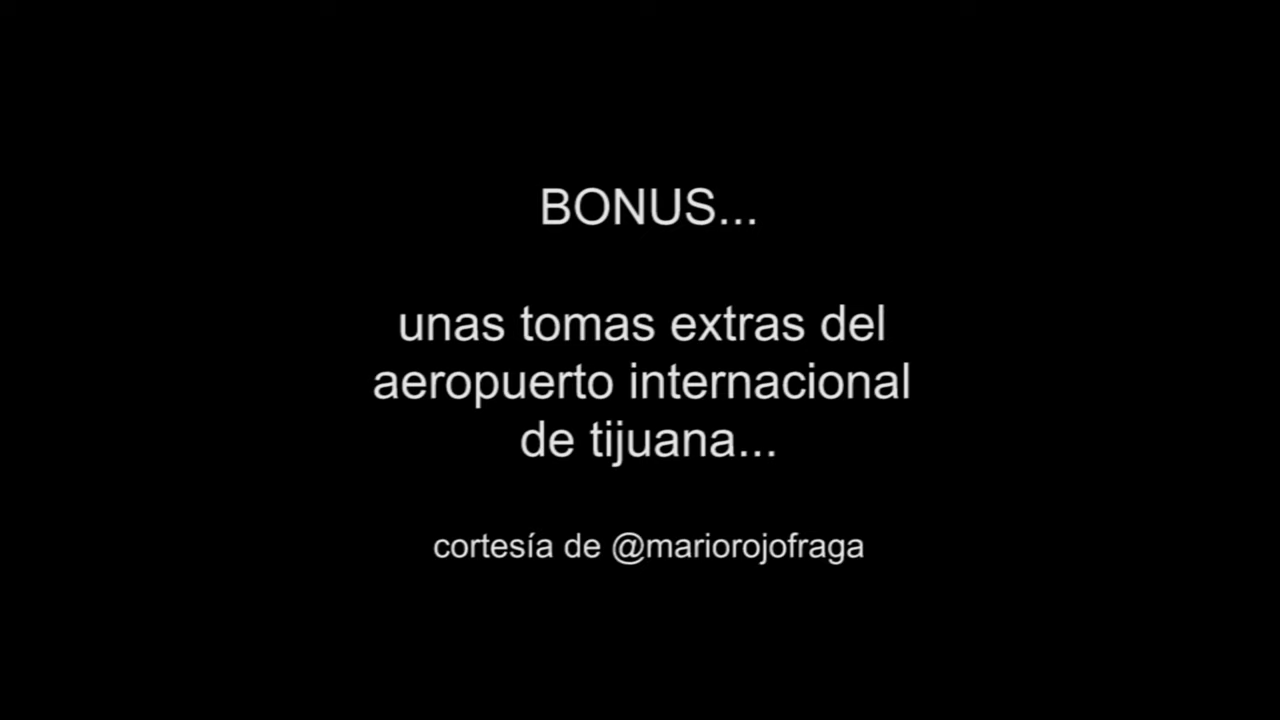 BONUS...
unas tomas extras del
aeropuerto internacional
de tijuana...
cortesía de @mariorojofraga